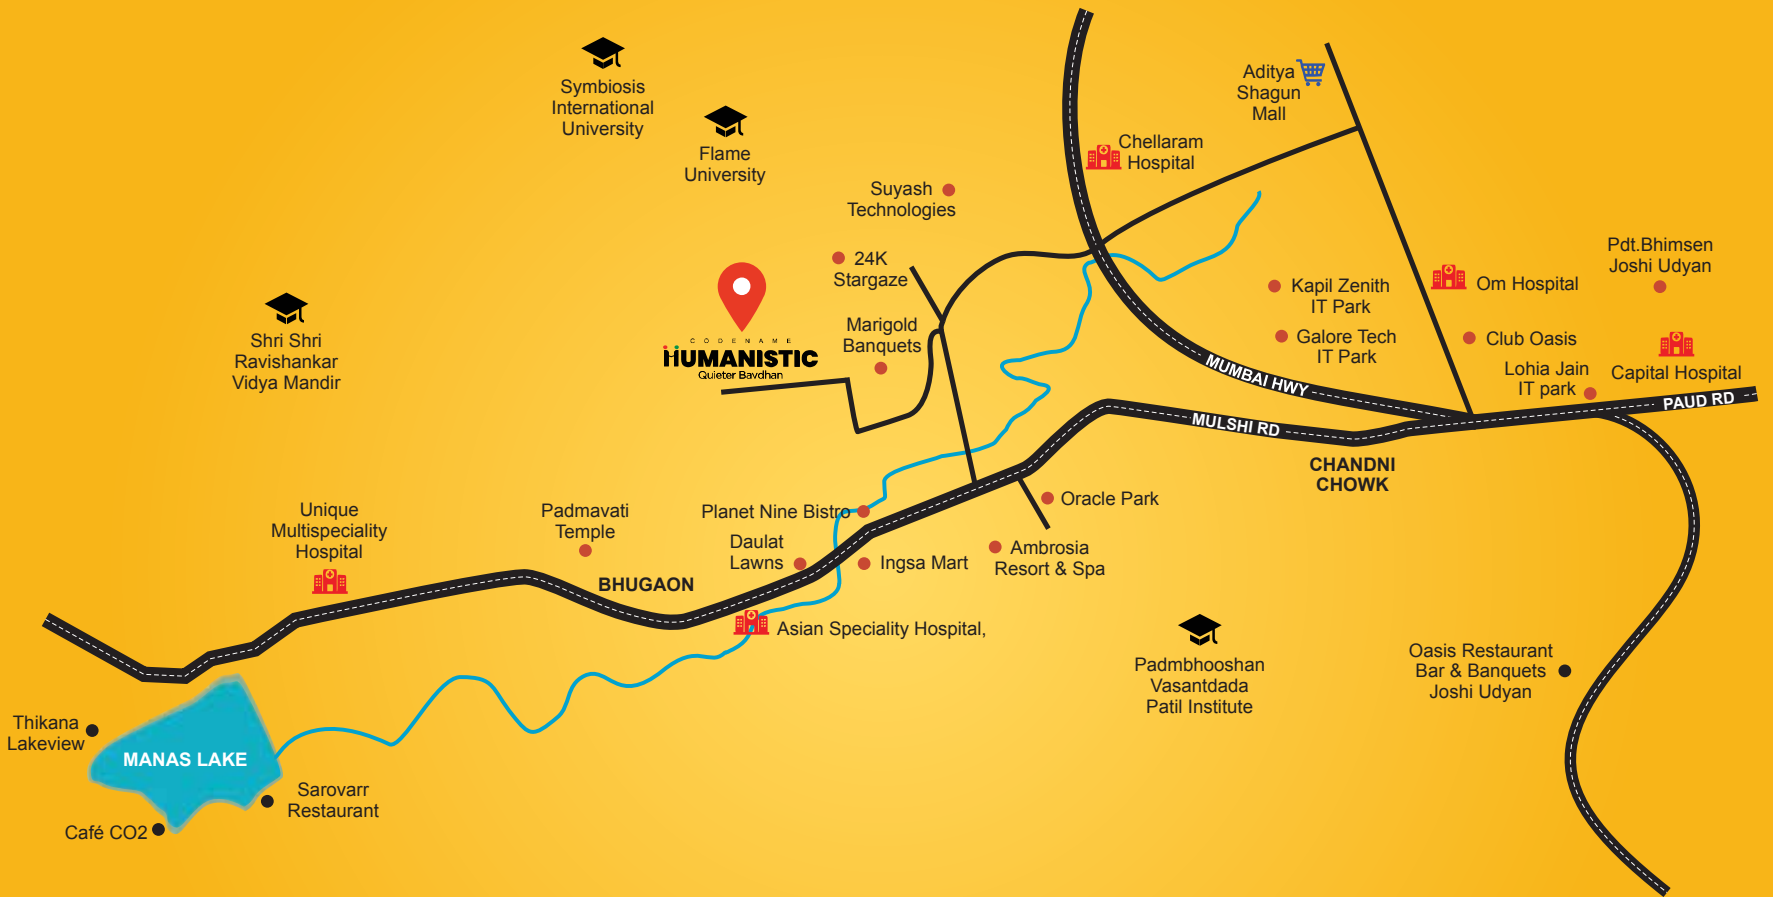 Symbiosis
International
University
Flame
University
Aditya
Shagun
Mall
Chellaram
Hospital
Suyash
Technologies
24K
Stargaze
Pdt.Bhimsen
Joshi Udyan
Om Hospital
Kapil Zenith
IT Park
Galore Tech
IT Park
Club Oasis
Shri Shri
Ravishankar
Vidya Mandir
CODENAME
HUMANISTIC
Quieter Bavdhan
Marigold
Banquets
Lohia Jain
IT park
Capital Hospital
MUMBAI HWY
PAUD RD
MULSHI RD
CHANDNI
CHOWK
Unique
Multispeciality
Hospital
Padmavati
Temple
Planet Nine Bistro
Daulat
Lawns
Ingsa Mart
Oracle Park
Ambrosia
Resort & Spa
BHUGAON
Asian Speciality Hospital,
Padmbhooshan
Vasantdada
Patil Institute
Oasis Restaurant
Bar & Banquets
Joshi Udyan
Thikana
Lakeview
MANAS LAKE
Sarovarr
Restaurant
Café CO2